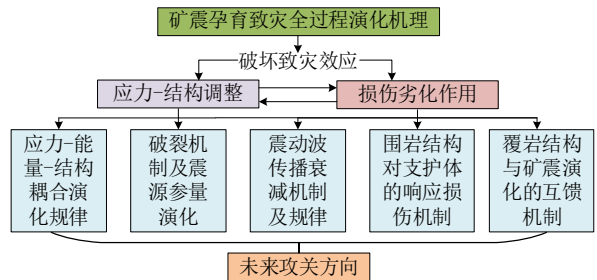 矿震孕育致灾全过程演化机理
破坏致灾效应
应力-结构调整
损伤劣化作用
应力-能
量-结构
耦合演
化规律
破裂机
制及震
源参量
演化
震动波
传播衰
减机制
及规律
围岩结构
对支护体
的响应损
伤机制
覆岩结构
与矿震演
化的互馈
机制
未来攻关方向